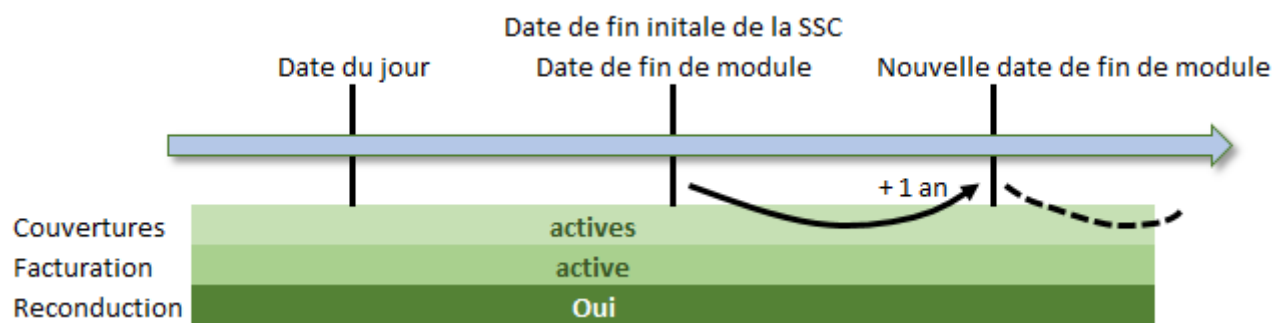 Date de fin initale de la SSC
Date du jour
Date de fin de module
Nouvelle date de fin de module
+ 1 an
Couvertures
actives
Facturation
active
Reconduction
Oui